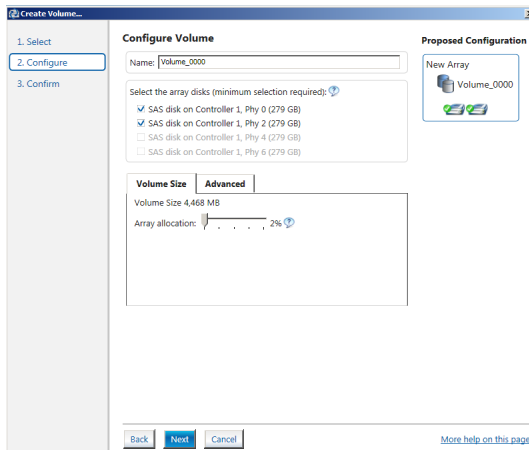 Create Volume...
1. Select
2. Configure
3. Confirm
Configure Volume
Name: Volume_0000
Select the array disks (minimum selection required):
SAS disk on Controller 1, Phy 0 (279 GB)
SAS disk on Controller 1, Phy 2 (279 GB)
SAS disk on Controller 1, Phy 4 (279 GB)
SAS disk on Controller 1, Phy 6 (279 GB)
Volume Size Advanced
Volume Size 4,468 MB
Array allocation: 2%
Proposed Configuration
New Array
Volume_0000
Back Next Cancel
More help on this page